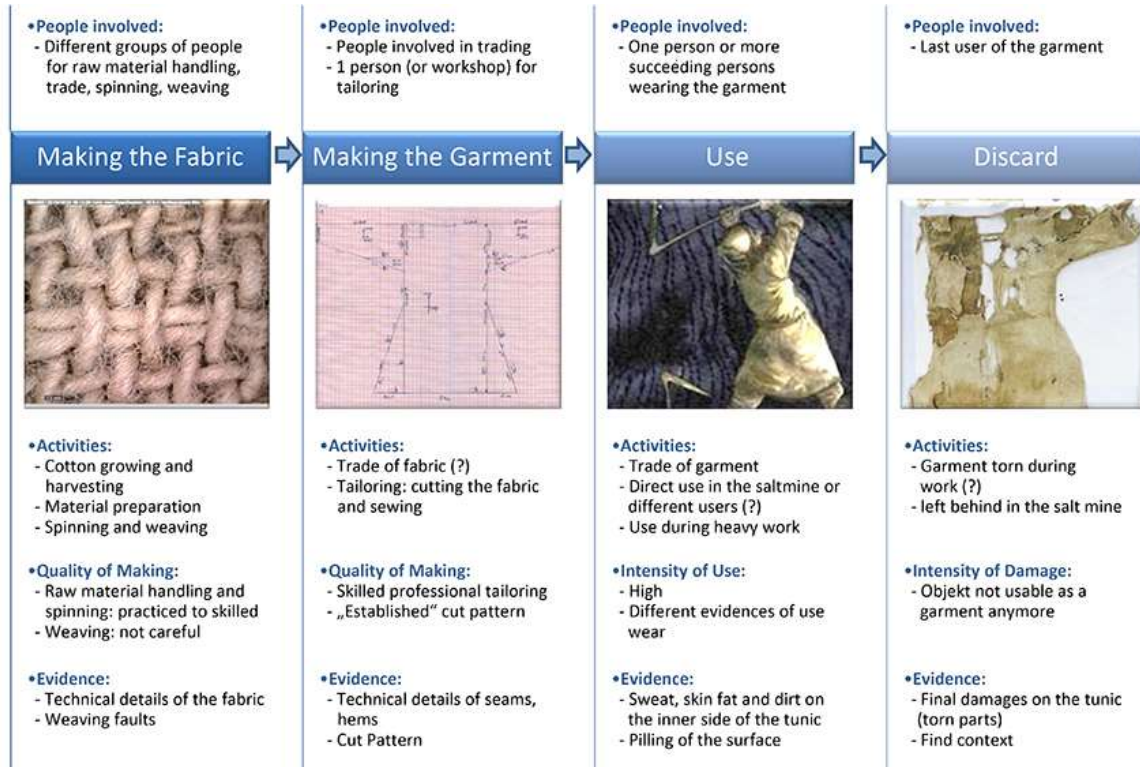 •People involved:
- Different groups of people
for raw material handling,
trade, spinning, weaving
Making the Fabric
•Activities:
- Cotton growing and
harvesting
- Material preparation
- Spinning and weaving
•Quality of Making:
- Raw material handling and
spinning: practiced to skilled
- Weaving: not careful
•Evidence:
- Technical details of the fabric
- Weaving faults
•People involved:
- People involved in trading
- 1 person (or workshop) for
tailoring
Making the Garment
•Activities:
- Trade of fabric (?)
- Tailoring: cutting the fabric
and sewing
•Quality of Making:
- Skilled professional tailoring
- „Established“ cut pattern
•Evidence:
- Technical details of seams,
hems
- Cut Pattern
•People involved:
- One person or more
succeeding persons
wearing the garment
Use
•Activities:
- Trade of garment
- Direct use in the saltmine or
different users (?)
- Use during heavy work
•Intensity of Use:
- High
- Different evidences of use
wear
•Evidence:
- Sweat, skin fat and dirt on
the inner side of the tunic
- Pilling of the surface
•People involved:
- Last user of the garment
Discard
•Activities:
- Garment torn during
work (?)
- left behind in the salt mine
•Intensity of Damage:
- Objekt not usable as a
garment anymore
•Evidence:
- Final damages on the tunic
(torn parts)
- Find context